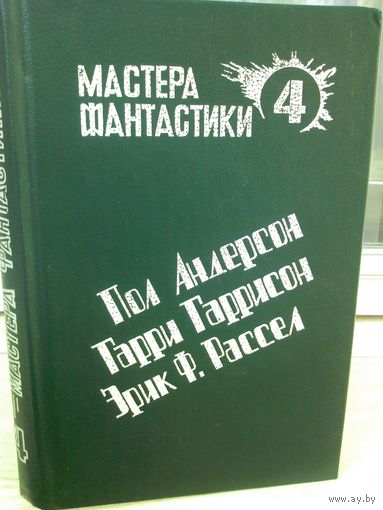 МАСТЕРА
ФАНТАСТИКИ
4
Пол Андерсон
Гарри Гаррисон
Эрик Ф. Рассел
4 — МАСТЕРА ФАНТАСТИКИ
www.ay.by